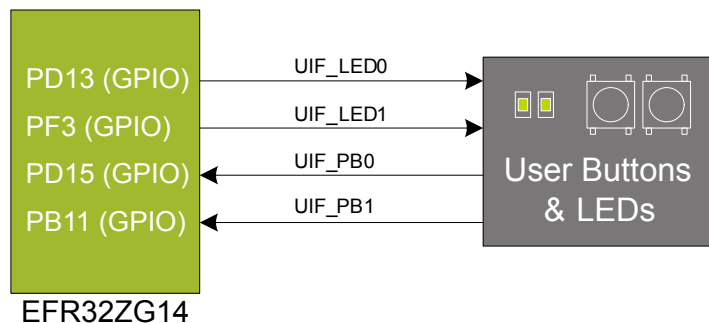 PD13 (GPIO)
UIF_LED0
PF3 (GPIO)
UIF_LED1
PD15 (GPIO)
UIF_PB0
PB11 (GPIO)
UIF_PB1
User Buttons
& LEDs
EFR32ZG14